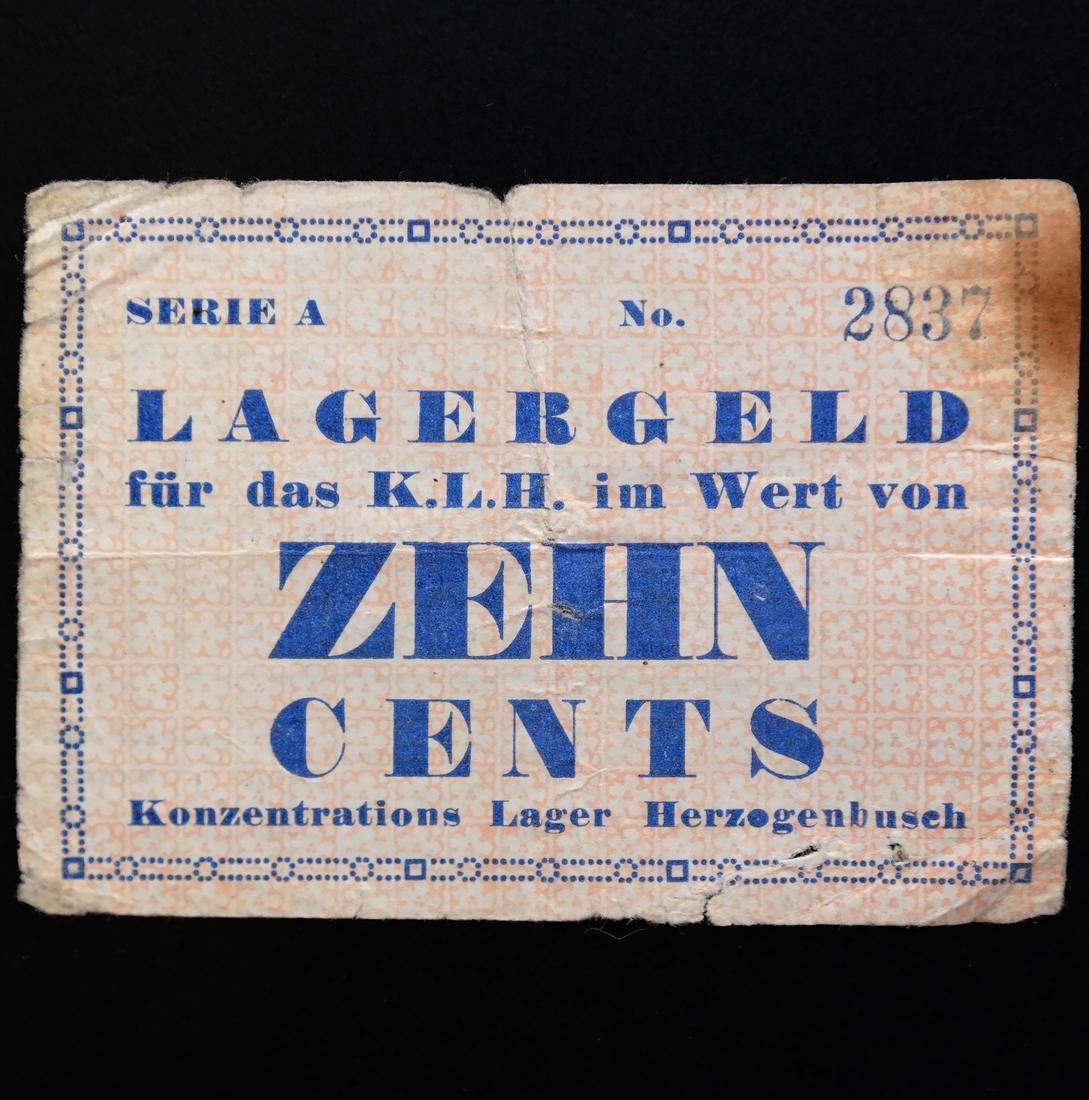 SERIE A No. 2837
LAGERGELD
für das K.L.H. im Wert von
ZEHN
CENTS
Konzentrations Lager Herzogenbusch